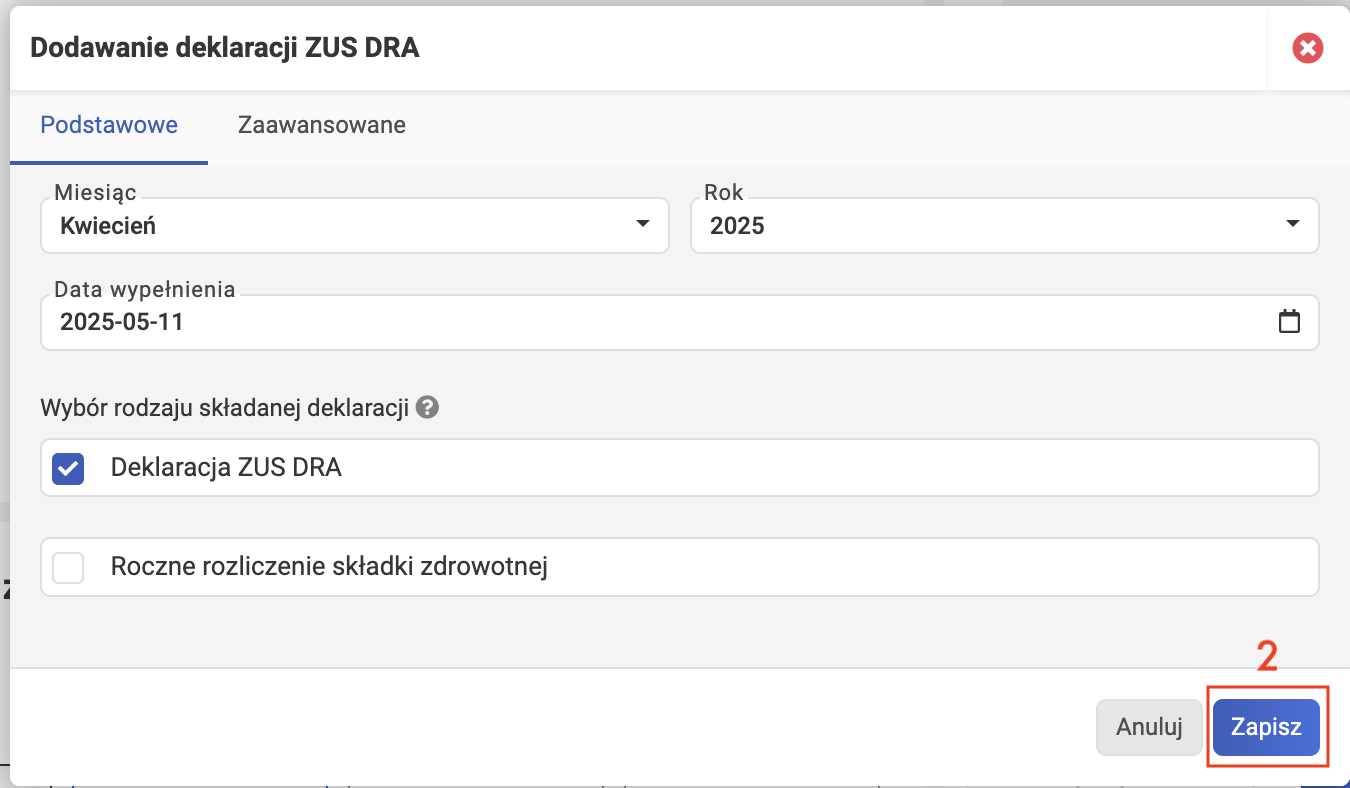 Dodawanie deklaracji ZUS DRA
Podstawowe Zaawansowane
Miesiąc Rok
Kwiecień 2025
Data wypełnienia
2025-05-11
Wybór rodzaju składanej deklaracji ?
Deklaracja ZUS DRA
Roczne rozliczenie składki zdrowotnej
2
Anuluj Zapisz